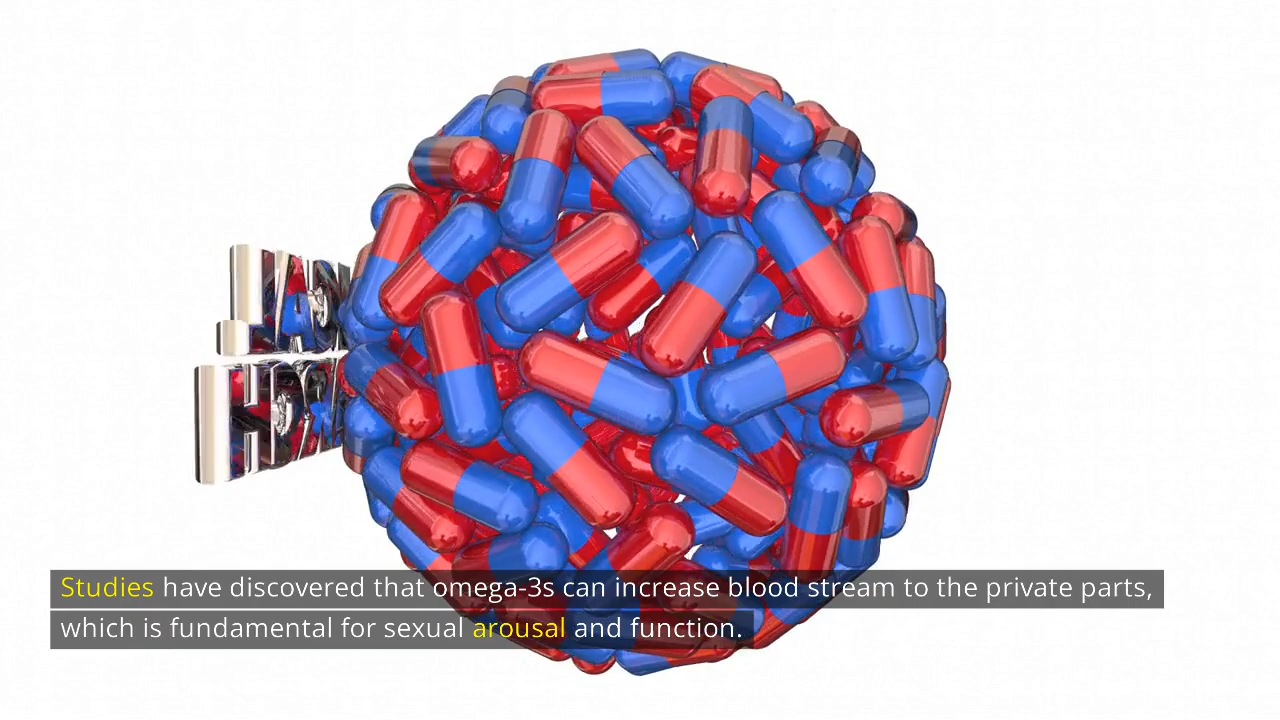 Studies have discovered that omega-3s can increase blood stream to the private parts,
which is fundamental for sexual arousal and function.